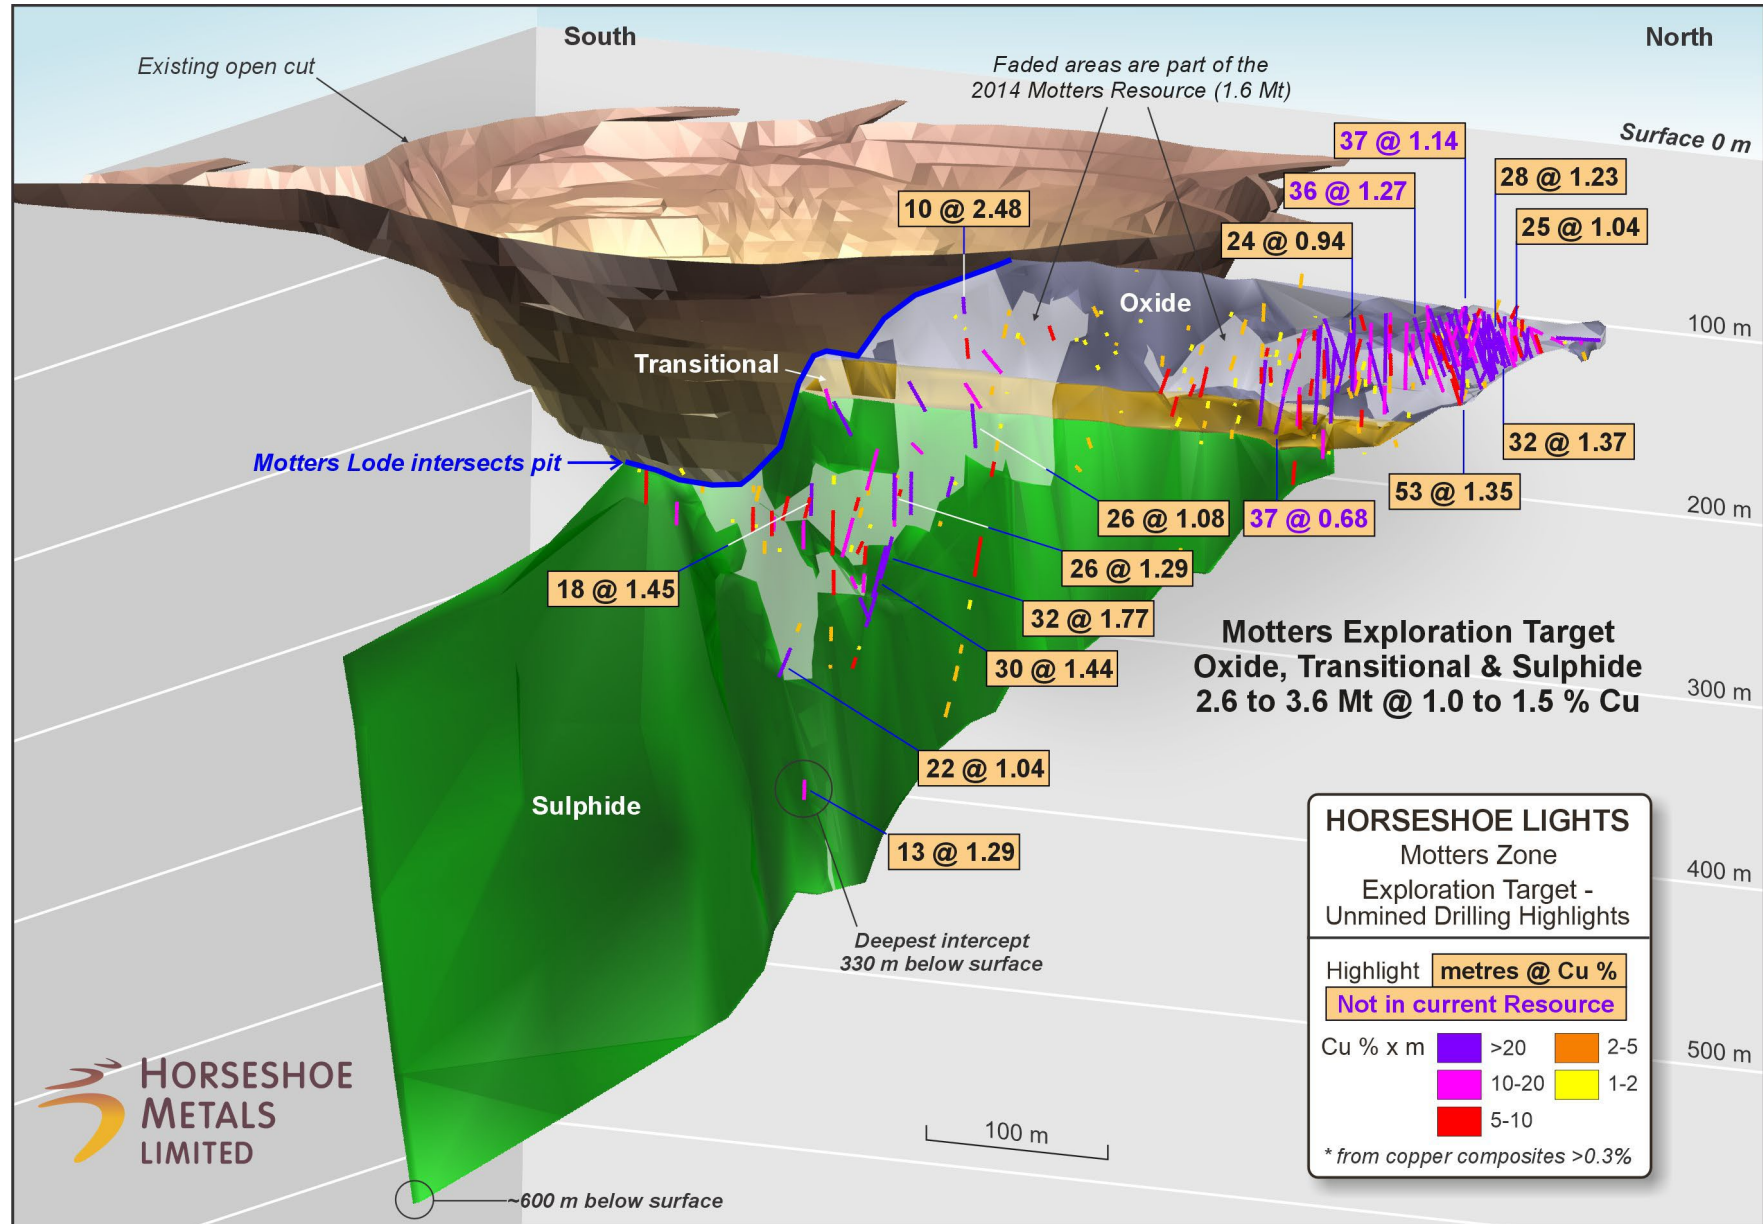 South
North
Existing open cut
Faded areas are part of the
2014 Motters Resource (1.6 Mt)
Surface 0 m
37 @ 1.14
28 @ 1.23
36 @ 1.27
10 @ 2.48
25 @ 1.04
24 @ 0.94
Oxide
100 m
Transitional
32 @ 1.37
Motters Lode intersects pit
53 @ 1.35
200 m
26 @ 1.08
37 @ 0.68
26 @ 1.29
18 @ 1.45
32 @ 1.77
30 @ 1.44
Motters Exploration Target
Oxide, Transitional & Sulphide
2.6 to 3.6 Mt @ 1.0 to 1.5 % Cu
300 m
22 @ 1.04
Sulphide
13 @ 1.29
400 m
Deepest intercept
330 m below surface
HORSESHOE LIGHTS
Motters Zone
Exploration Target -
Unmined Drilling Highlights
Highlight metres @ Cu %
Not in current Resource
Cu % x m >20 2-5
10-20 1-2
5-10
* from copper composites >0.3%
500 m
100 m
HORSESHOE
METALS
LIMITED
~600 m below surface